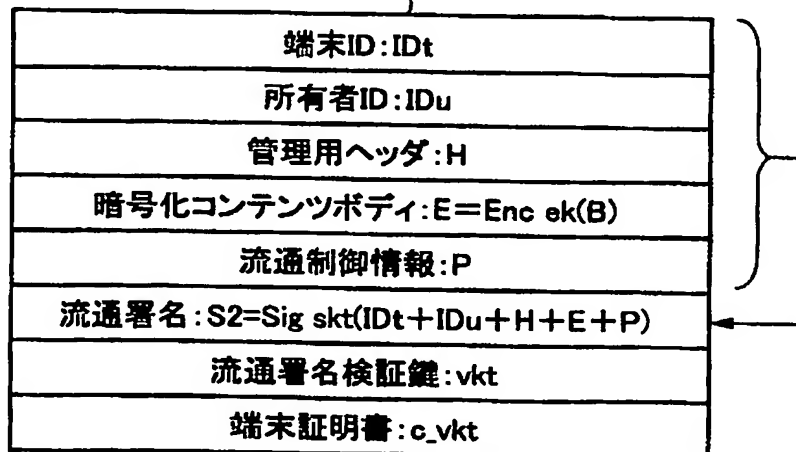 端末ID:IDt
所有者ID:IDu
管理用ヘッダ:H
暗号化コンテンツボディ:E=Enc ek(B)
流通制御情報:P
流通署名:S2=Sig skt(IDt+IDu+H+E+P)
流通署名検証鍵:vkt
端末証明書:c_vkt